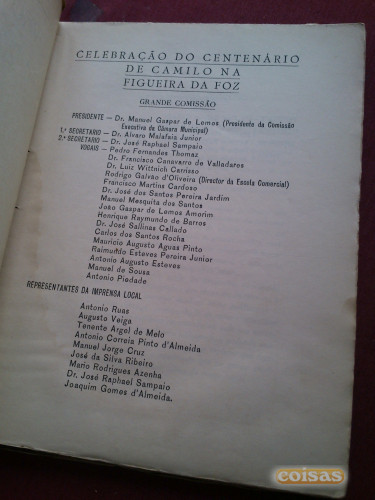 CELEBRAÇÃO DO CENTENÁRIO
DE CAMILO NA
FIGUEIRA DA FOZ
GRANDE COMISSÃO
PRESIDENTE — Dr. Manuel Gaspar de Lemos (Presidente da Comissão
Executiva da Câmara Municipal)
1.º SECRETARIO — Dr. Alvaro Malafaia Junior
2.º SECRETARIO — Dr. José Raphael Sampaio
VOGAIS — Pedro Fernandes Thomaz
Dr. Francisco Canavarro de Valladares
Dr. Luiz Wittnich Carrisso
Rodrigo Galvão d'Oliveira (Director da Escola Comercial)
Francisco Martins Cardoso
Dr. José dos Santos Pereira Jardim
Manuel Mesquita dos Santos
João Gaspar de Lemos Amorim
Henrique Raymundo de Barros
Dr. José Sallinas Callado
Carlos dos Santos Rocha
Mauricio Augusto Aguas Pinto
Raimundo Esteves Pereira Junior
Antonio Augusto Esteves
Manuel de Sousa
Antonio Piedade
REPRESENTANTES DA IMPRENSA LOCAL
Antonio Ruas
Augusto Veiga
Tenente Argel de Melo
Antonio Correia Pinto d'Almeida
Manuel Jorge Cruz
José da Silva Ribeiro
Mario Rodrigues Azenha
Dr. José Raphael Sampaio
Joaquim Gomes d'Almeida.
coisas